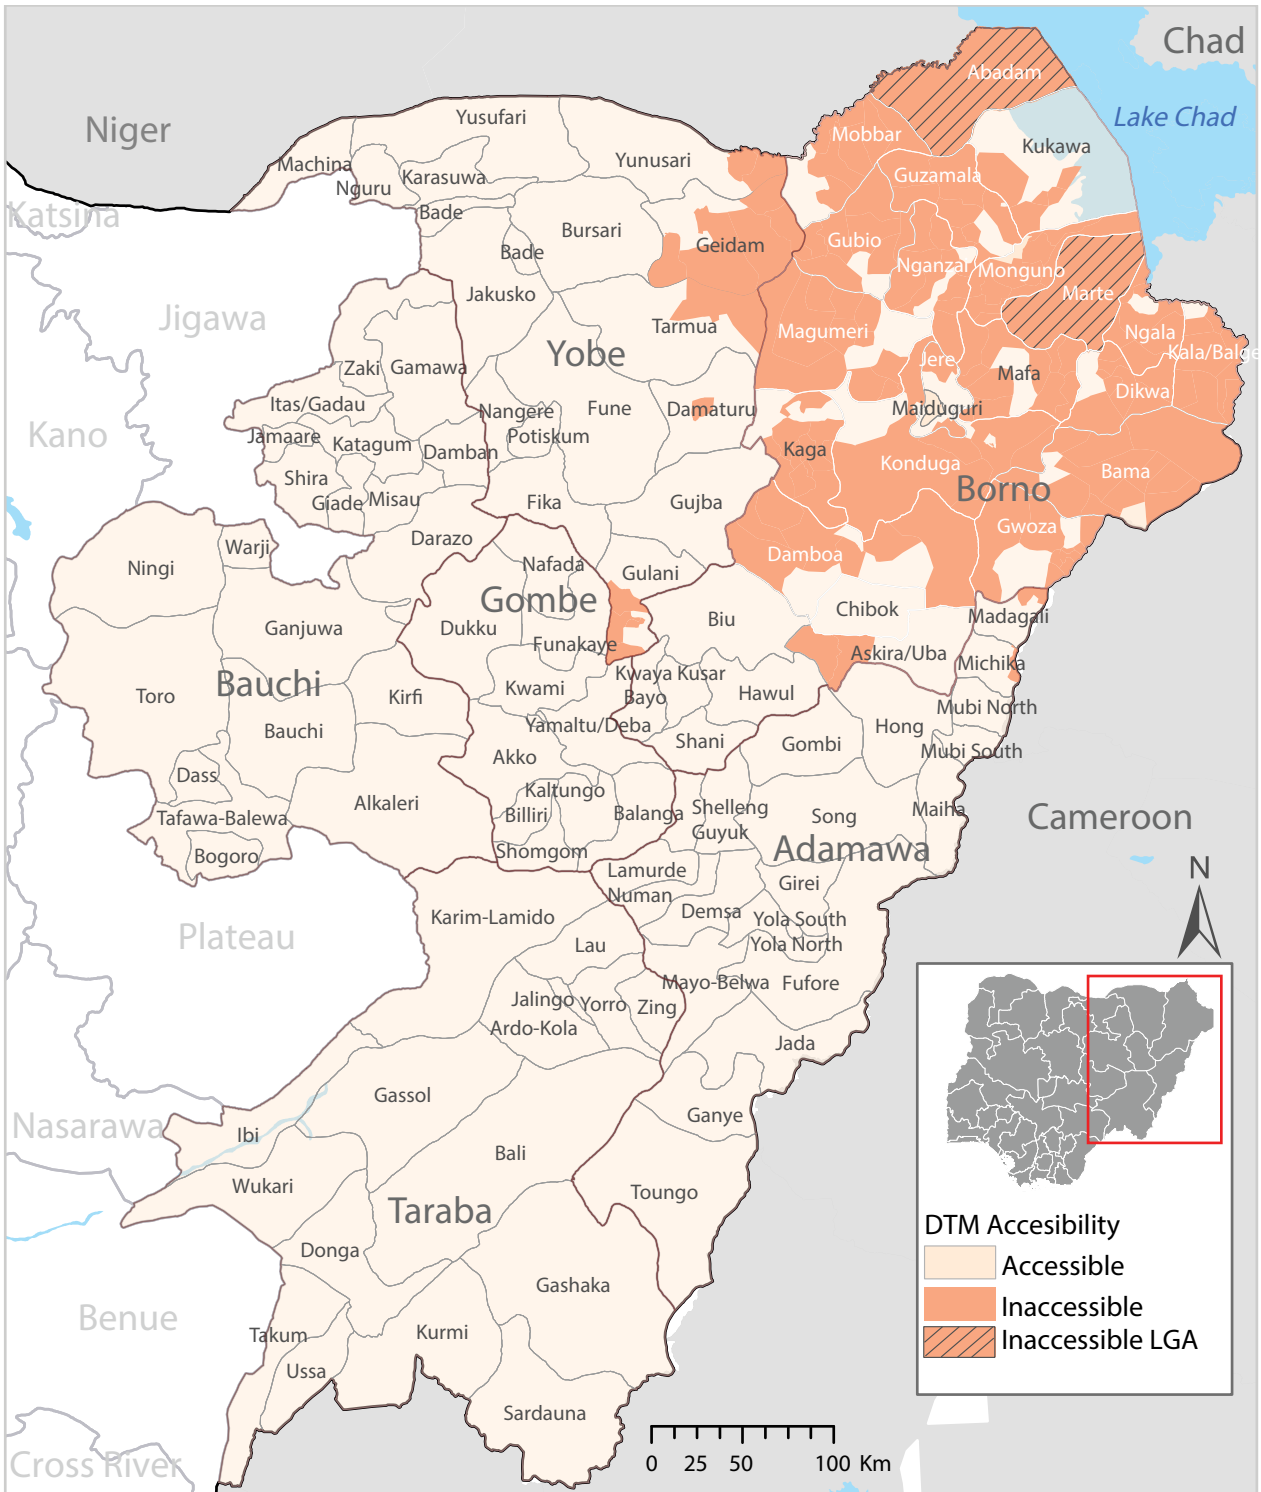 Chad
Abadam
Lake Chad
Niger
Yusufari
Mobbar
Kukawa
Machina
Yunusari
Nguru
Karasuwa
Guzamala
Katsina
Bade
Bursari
Geidam
Gubio
Bade
Nganzai
Monguno
Jakusko
Marte
Jigawa
Tarmua
Magumeri
Ngala
Yobe
Kala/Balge
Zaki
Gamawa
Jere
Mafa
Dikwa
Itas/Gadau
Nangere
Fune
Damaturu
Maiduguri
Kano
Jamaare
Katagum
Potiskum
Damban
Kaga
Konduga
Bama
Shira
Borno
Giade
Misau
Fika
Gujba
Gwoza
Darazo
Warji
Damboa
Ningi
Nafada
Gulani
Gombe
Chibok
Madagali
Ganjuwa
Dukku
Biu
Funakaye
Askira/Uba
Michika
Bauchi
Kwaya Kusar
Toro
Kirfi
Kwami
Bayo
Hawul
Mubi North
Bauchi
Yamaltu/Deba
Hong
Shani
Gombi
Mubi South
Akko
Dass
Kaltungo
Alkaleri
Shelleng
Maiha
Tafawa-Balewa
Billiri
Balanga
Song
Cameroon
Guyuk
Bogoro
Shomgom
Adamawa
N
Lamurde
Girei
Numan
Karim-Lamido
Demsa
Yola South
Plateau
Lau
Yola North
Mayo-Belwa
Fufore
Jalingo
Yorro
Zing
Ardo-Kola
Jada
Gassol
Ganye
Nasarawa
Ibi
Bali
Wukari
Toungo
Taraba
DTM Accesibility
Donga
Accessible
Gashaka
Inaccessible
Benue
Takum
Kurmi
Inaccessible LGA
Ussa
Sardauna
Cross River
0 25 50 100 Km